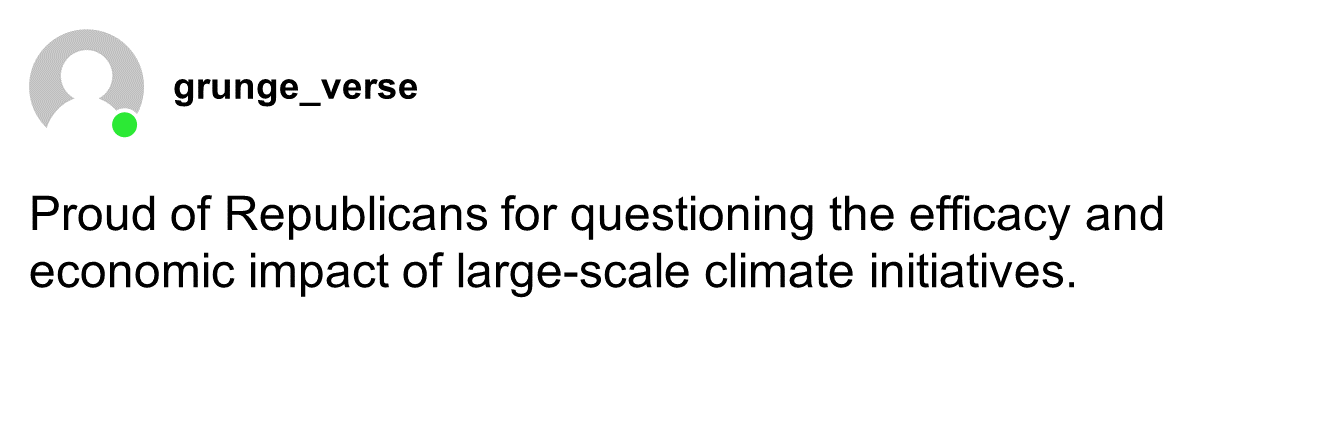 grunge_verse
Proud of Republicans for questioning the efficacy and
economic impact of large-scale climate initiatives.